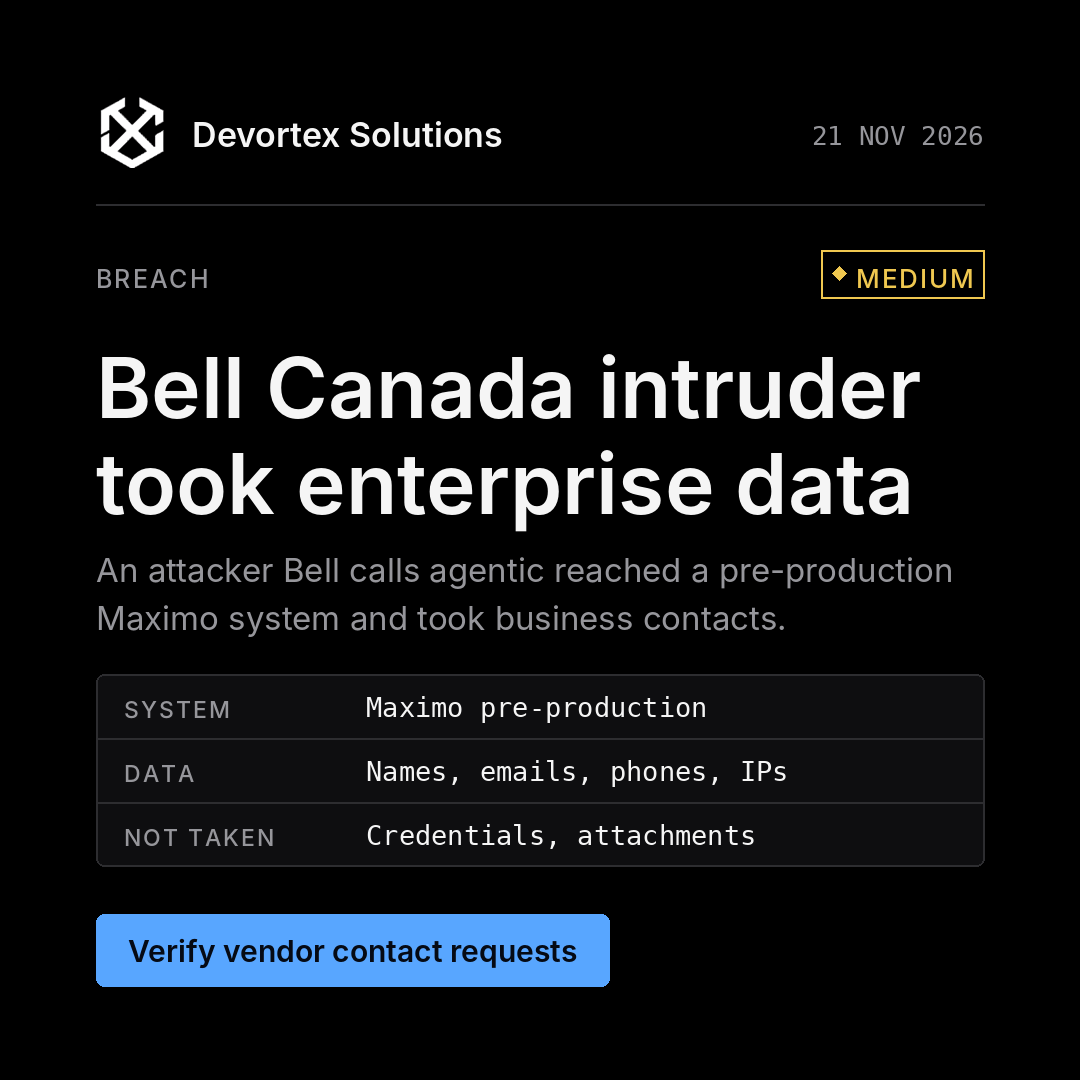 Devortex Solutions
21 NOV 2026
BREACH
MEDIUM
Bell Canada intruder
took enterprise data
An attacker Bell calls agentic reached a pre-production
Maximo system and took business contacts.
SYSTEM Maximo pre-production
DATA Names, emails, phones, IPs
NOT TAKEN Credentials, attachments
Verify vendor contact requests